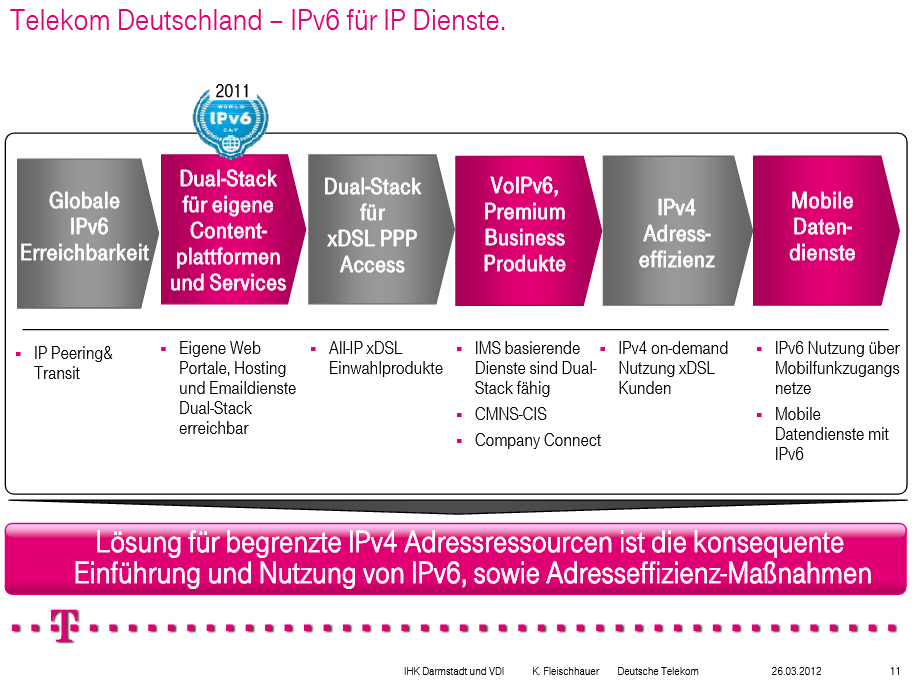 Telekom Deutschland – IPv6 für IP Dienste.
2011
WORLD
IPv6
DAY
Globale
IPv6
Erreichbarkeit
Dual-Stack
für eigene
Content-
plattformen
und Services
Dual-Stack
für
xDSL PPP
Access
VoIPv6,
Premium
Business
Produkte
IPv4
Adress-
effizienz
Mobile
Daten-
dienste
▪ IP Peering&
Transit
▪ Eigene Web
Portale, Hosting
und Emaildienste
Dual-Stack
erreichbar
▪ All-IP xDSL
Einwahlprodukte
▪ IMS basierende
Dienste sind Dual-
Stack fähig
▪ CMNS-CIS
▪ Company Connect
▪ IPv4 on-demand
Nutzung xDSL
Kunden
▪ IPv6 Nutzung über
Mobilfunkzugangs
netze
▪ Mobile
Datendienste mit
IPv6
Lösung für begrenzte IPv4 Adressressourcen ist die konsequente
Einführung und Nutzung von IPv6, sowie Adresseffizienz-Maßnahmen
T
IHK Darmstadt und VDI K. Fleischhauer Deutsche Telekom 26.03.2012 11